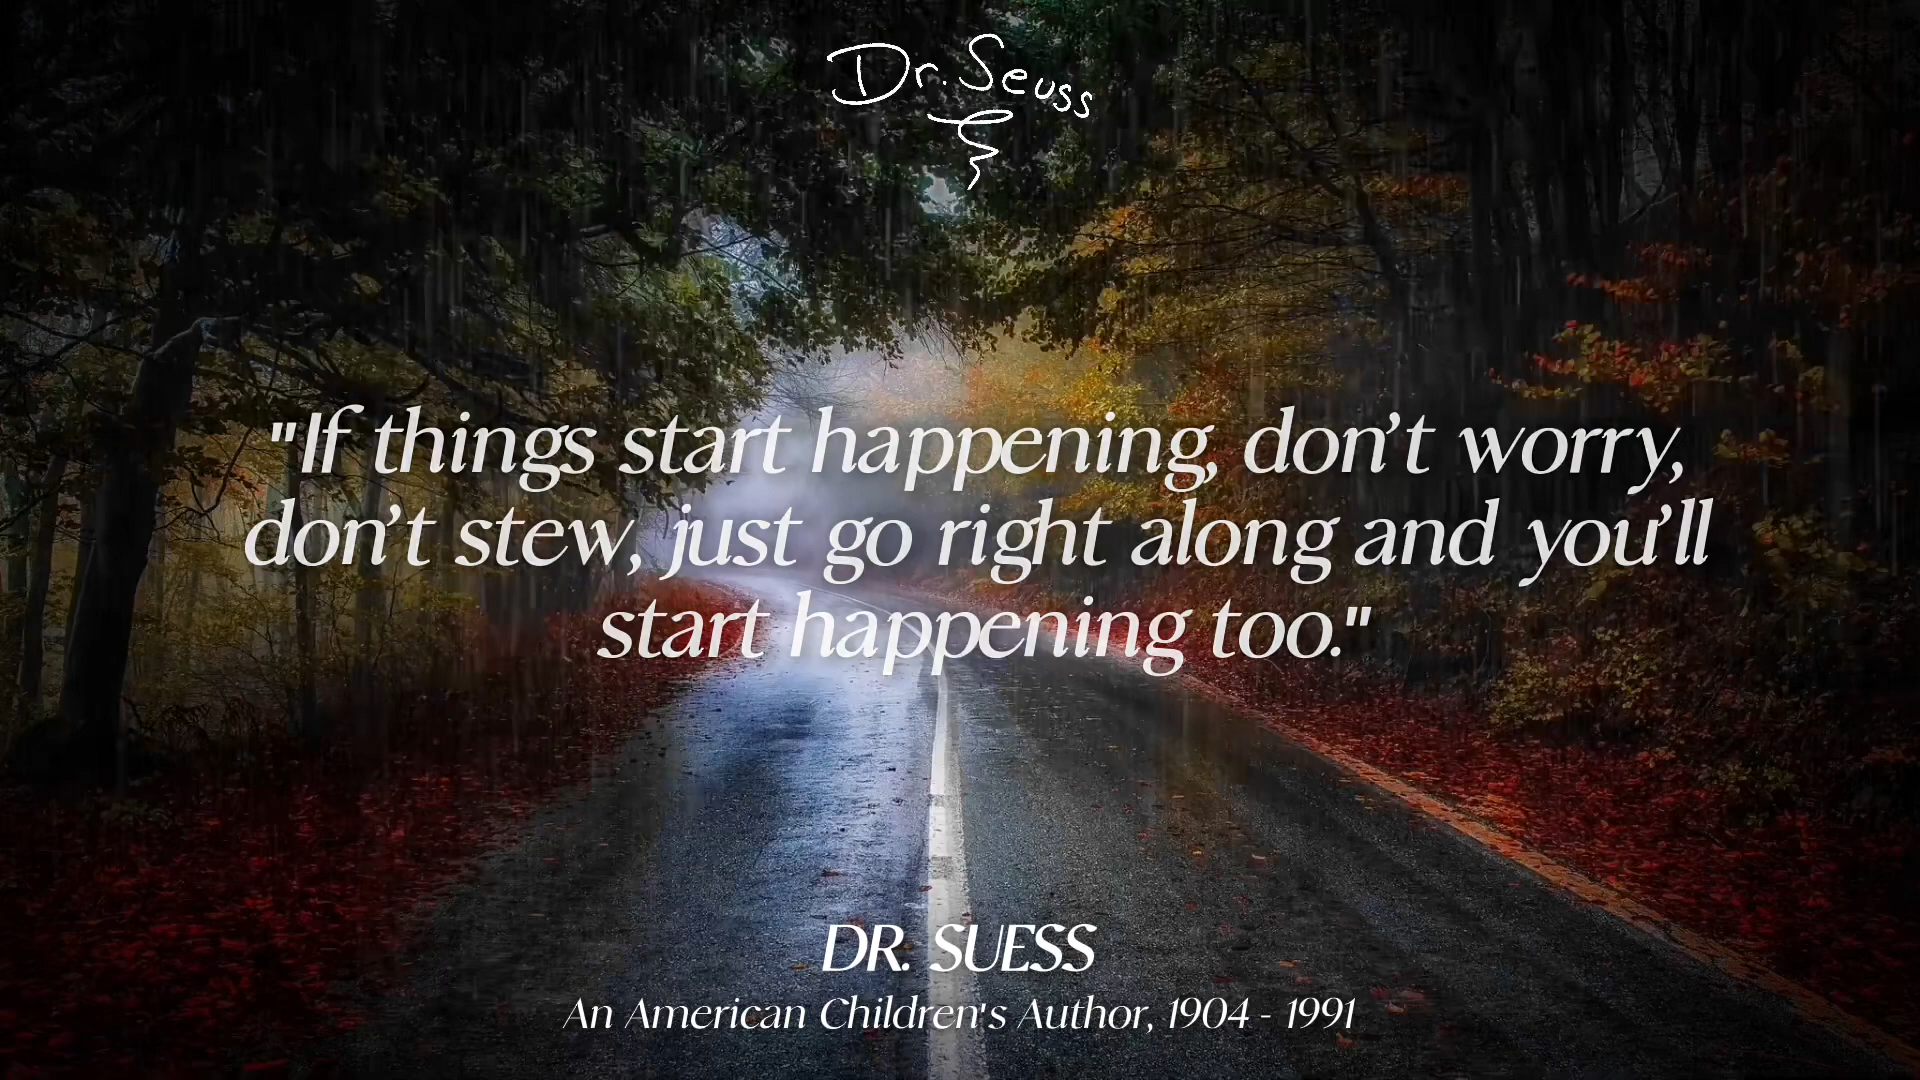 Dr. Seuss
"If things start happening, don't worry,
don't stew, just go right along and you'll
start happening too."
DR. SUESS
An American Children's Author, 1904 - 1991